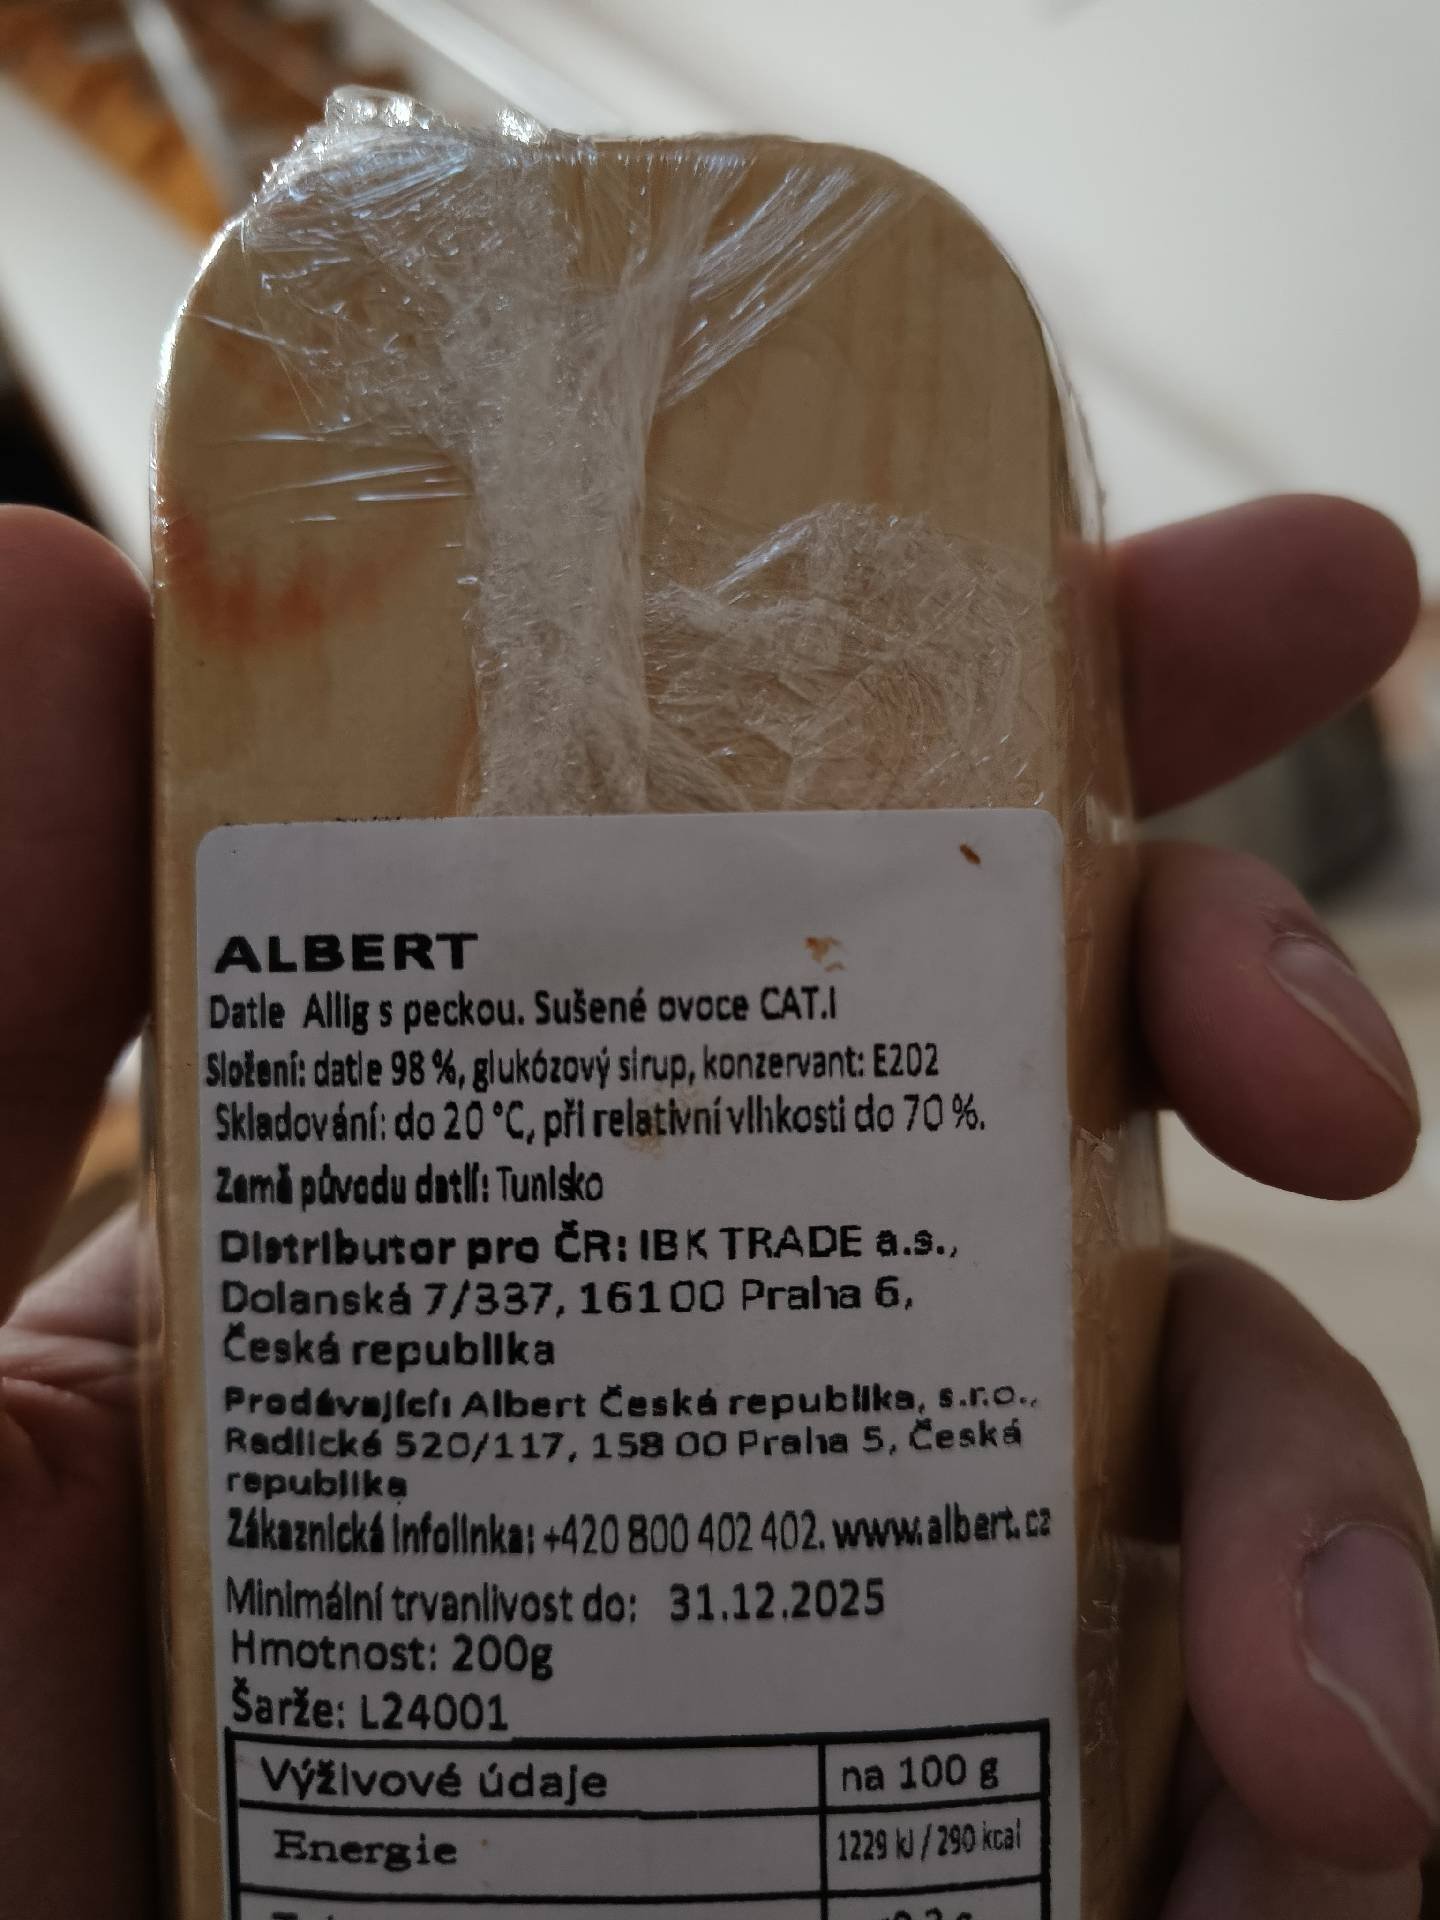 ALBERT
Datle Allig s peckou. Sušené ovoce CAT.I
Složení: datle 98 %, glukózový sirup, konzervant: E202
Skladování: do 20 °C, při relativní vlhkosti do 70 %.
Země původu datlí: Tunisko
Distributor pro ČR: IBK TRADE a.s.,
Dolanská 7/337, 16100 Praha 6,
Česká republika
Prodávající: Albert Česká republika, s.r.o.,
Radlická 520/117, 158 00 Praha 5, Česká
republika
Zákaznická infolinka: +420 800 402 402. www.albert.cz
Minimální trvanlivost do: 31.12.2025
Hmotnost: 200g
Šarže: L24001
Výživové údaje na 100 g
Energie 1229 kJ / 290 kcal